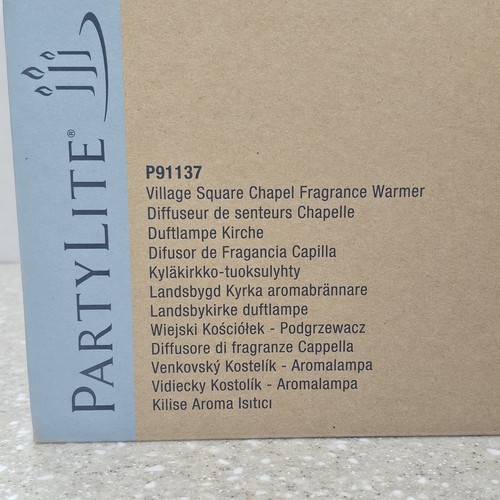 PARTYLITE®
P91137
Village Square Chapel Fragrance Warmer
Diffuseur de senteurs Chapelle
Duftlampe Kirche
Difusor de Fragancia Capilla
Kyläkirkko-tuoksulyhty
Landsbygd Kyrka aromabrännare
Landsbykirke duftlampe
Wiejski Kościółek - Podgrzewacz
Diffusore di fragranze Cappella
Venkovský Kostelík - Aromalampa
Vidiecky Kostolík - Aromalampa
Kilise Aroma Isıtıcı